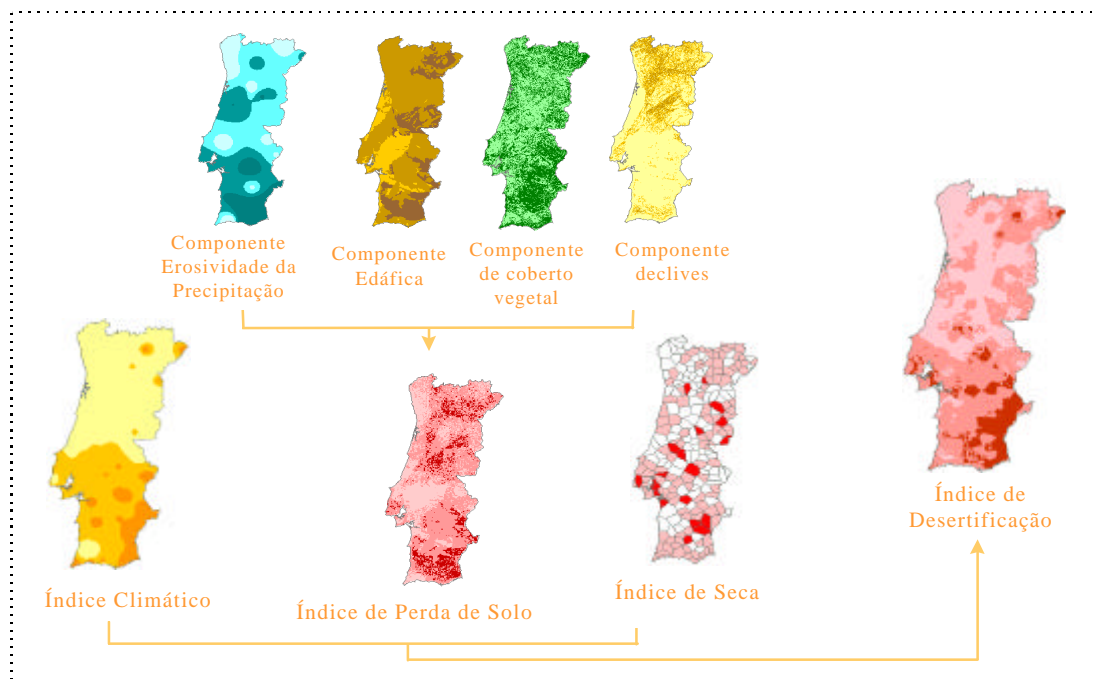 Componente
Erosividade da
Precipitação
Componente
Edáfica
Componente
de coberto
vegetal
Componente
declives
Índice Climático
Índice de Perda de Solo
Índice de Seca
Índice de
Desertificação